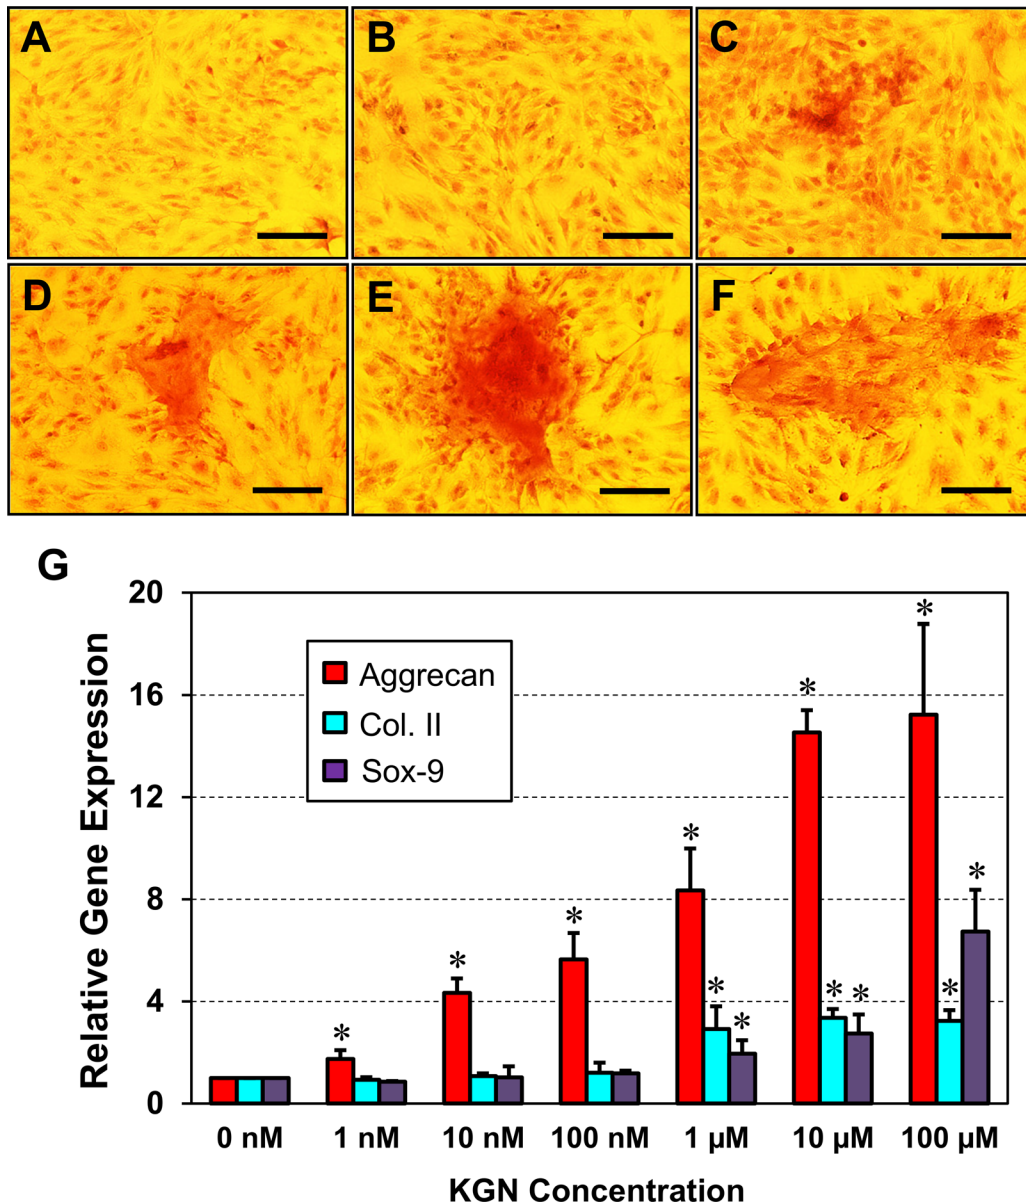 A
B
C
D
E
F
G
Relative Gene Expression
20
16
12
8
4
0
Aggrecan
Col. II
Sox-9
*
*
*
*
*
*
*
*
*
*
*
*
0 nM 1 nM 10 nM 100 nM 1 µM 10 µM 100 µM
KGN Concentration